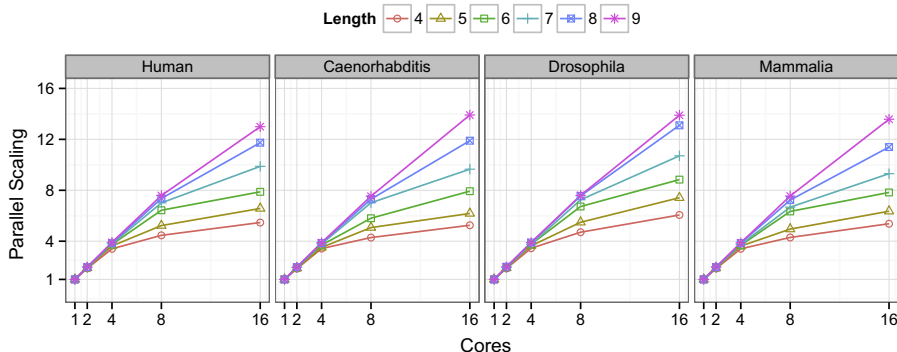 Length 4 5 6 7 8 9
Human Caenorhabditis Drosophila Mammalia
16
12
8
4
1
Parallel Scaling
1 2 4 8 16 1 2 4 8 16 1 2 4 8 16 1 2 4 8 16
Cores